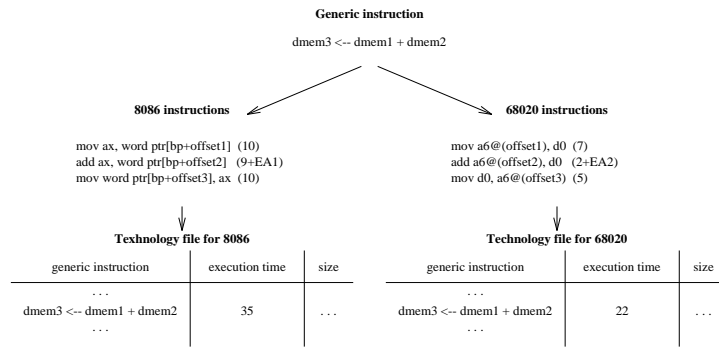 Generic instruction
dmem3 <-- dmem1 + dmem2
8086 instructions
mov ax, word ptr[bp+offset1] (10)
add ax, word ptr[bp+offset2] (9+EA1)
mov word ptr[bp+offset3], ax (10)
68020 instructions
mov a6@(offset1), d0 (7)
add a6@(offset2), d0 (2+EA2)
mov d0, a6@(offset3) (5)
Texhnology file for 8086
generic instruction execution time size
. . .
dmem3 <-- dmem1 + dmem2 35 . . .
. . .
Technology file for 68020
generic instruction execution time size
. . .
dmem3 <-- dmem1 + dmem2 22 . . .
. . .